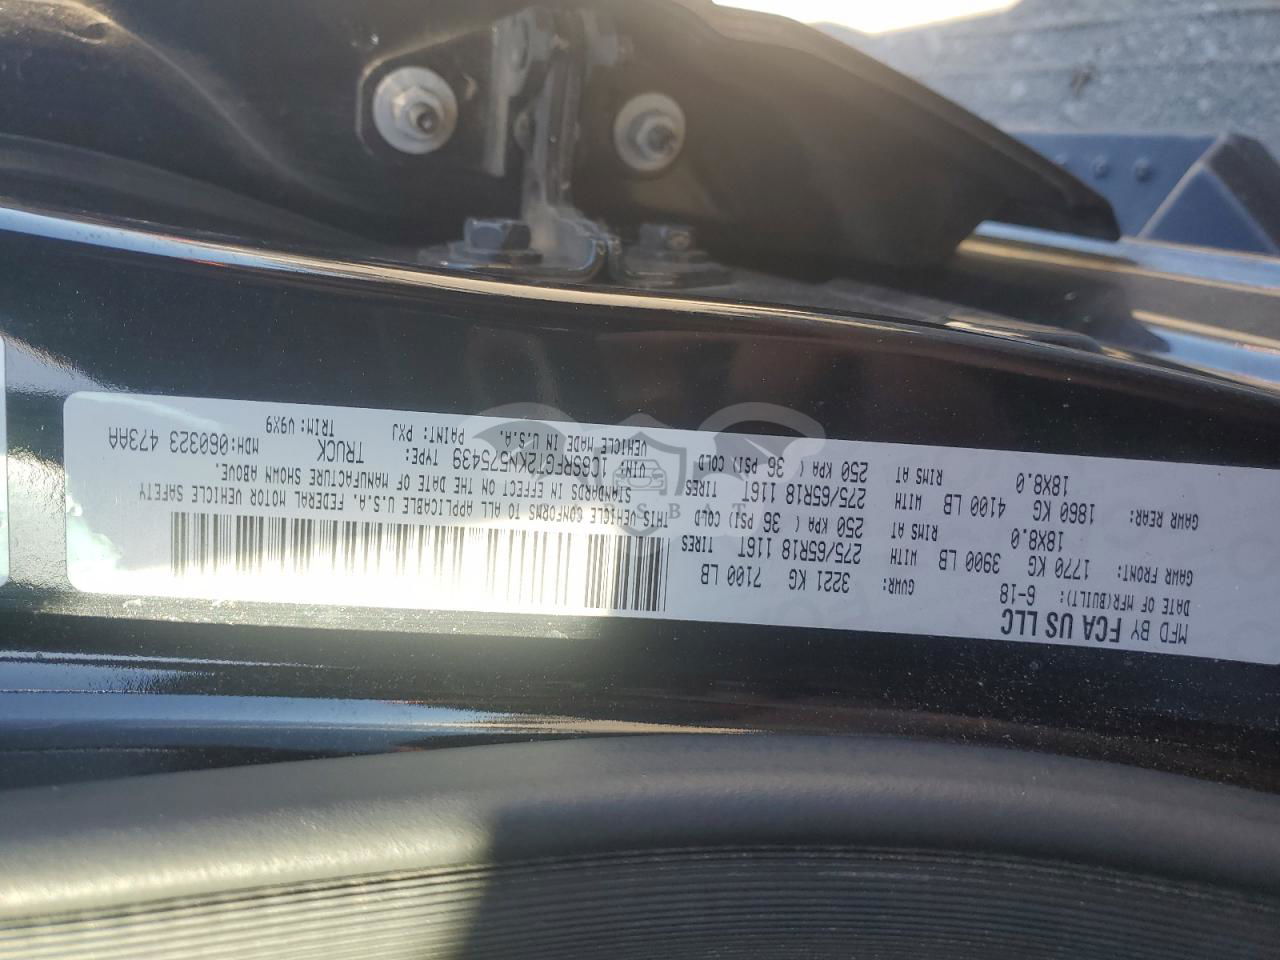 MFD BY FCA US LLC
DATE OF MFR(BUILT): 6-18 GVWR: 3221 KG 7100 LB
GAWR FRONT: 1770 KG 3900 LB WITH 275/65R18 116T TIRES
18X8.0 RIMS AT 250 KPA ( 36 PSI) COLD
GAWR REAR: 1860 KG 4100 LB WITH 275/65R18 116T TIRES
18X8.0 RIMS AT 250 KPA ( 36 PSI) COLD
THIS VEHICLE CONFORMS TO ALL APPLICABLE U.S.A. FEDERAL MOTOR VEHICLE SAFETY
STANDARDS IN EFFECT ON THE DATE OF MANUFACTURE SHOWN ABOVE.
VIN: 1C6SRFGT2KN575439 TYPE: TRUCK MDH: 060323 473AA
VEHICLE MADE IN U.S.A. PAINT: PXJ TRIM: V9X9
SBAT